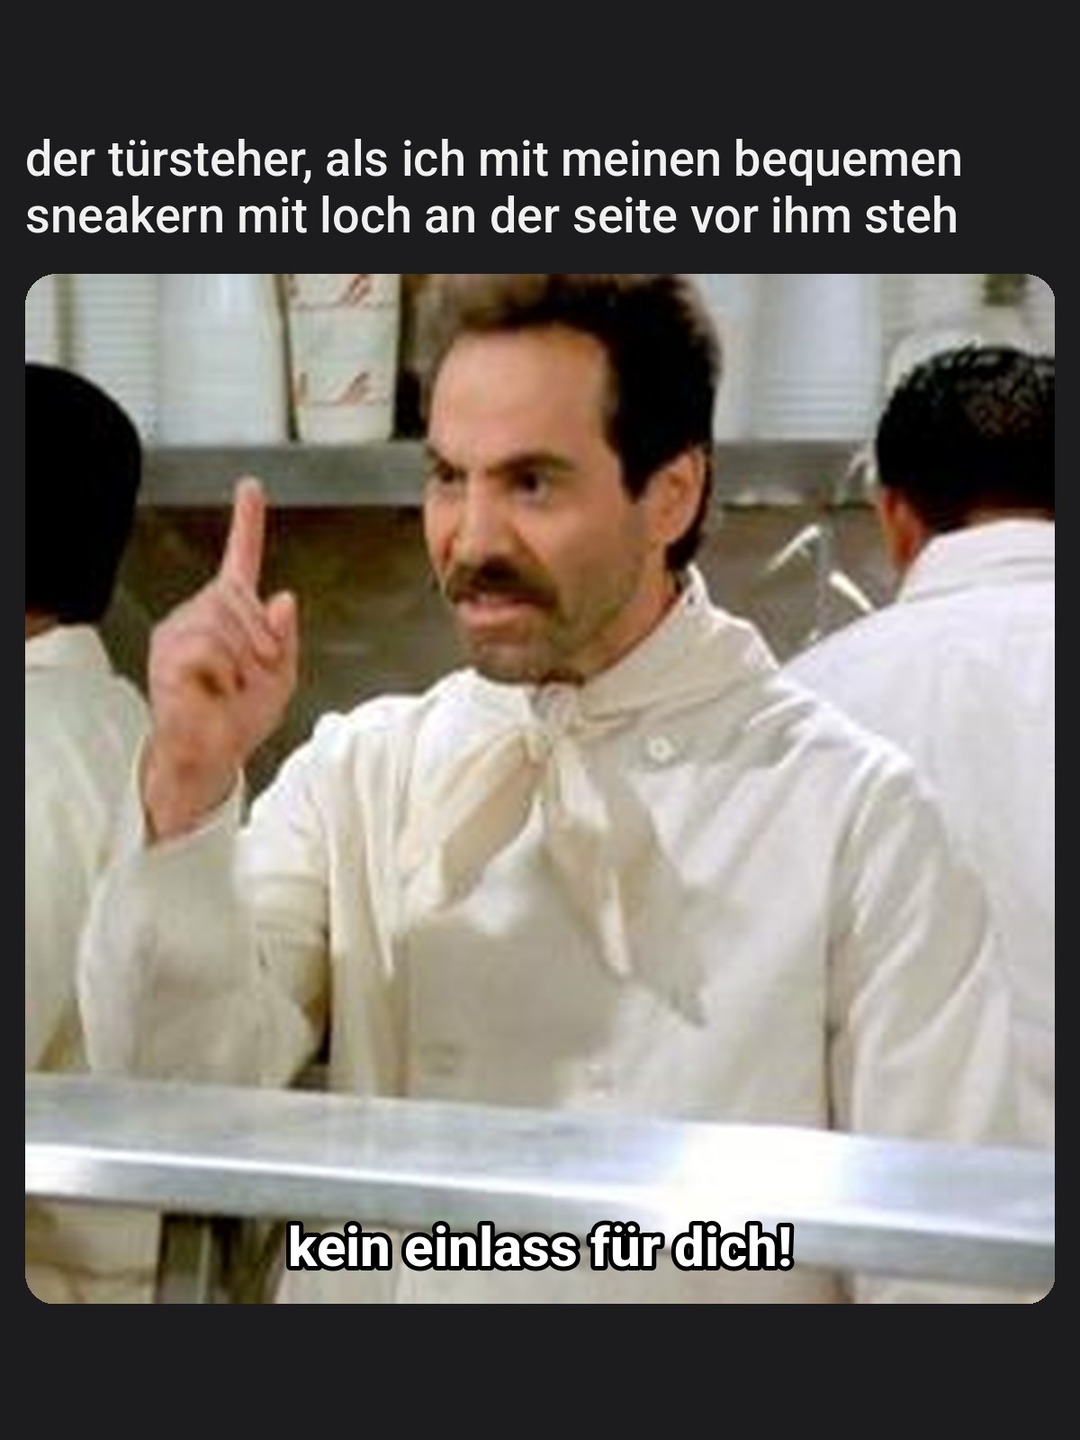 der türsteher, als ich mit meinen bequemen
sneakern mit loch an der seite vor ihm steh
kein einlass für dich!